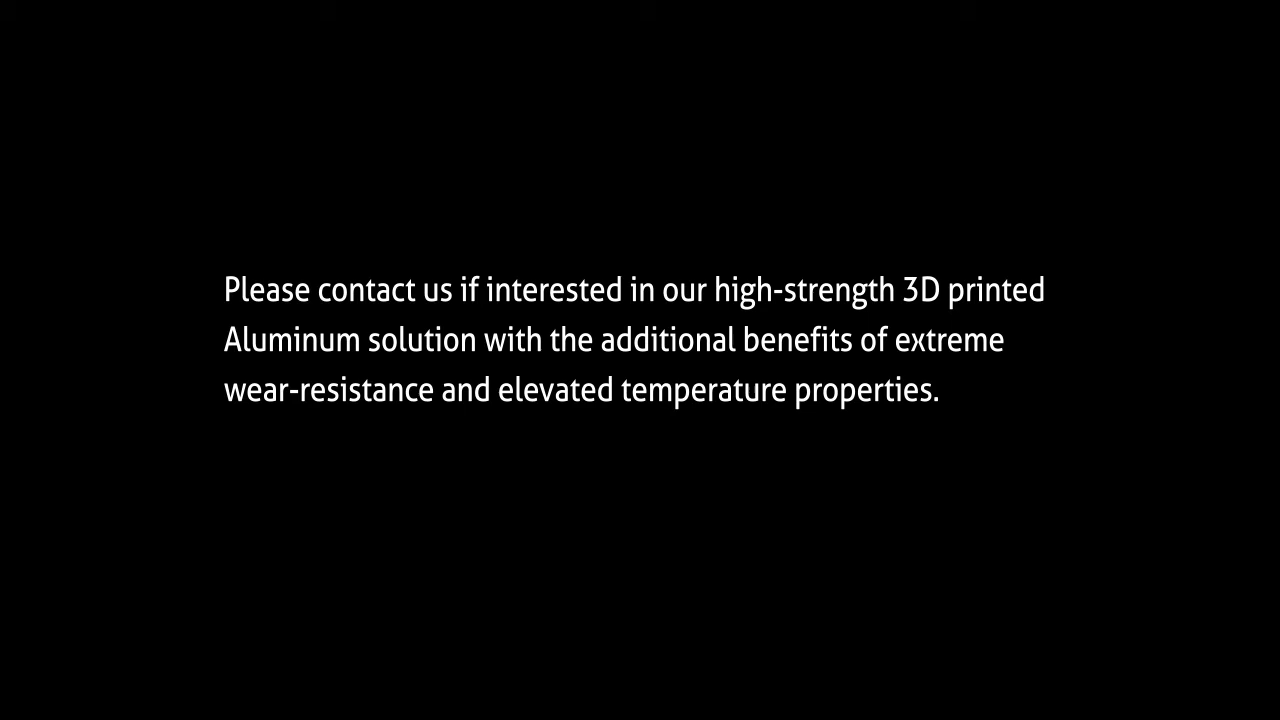 Please contact us if interested in our high-strength 3D printed
Aluminum solution with the additional benefits of extreme
wear-resistance and elevated temperature properties.